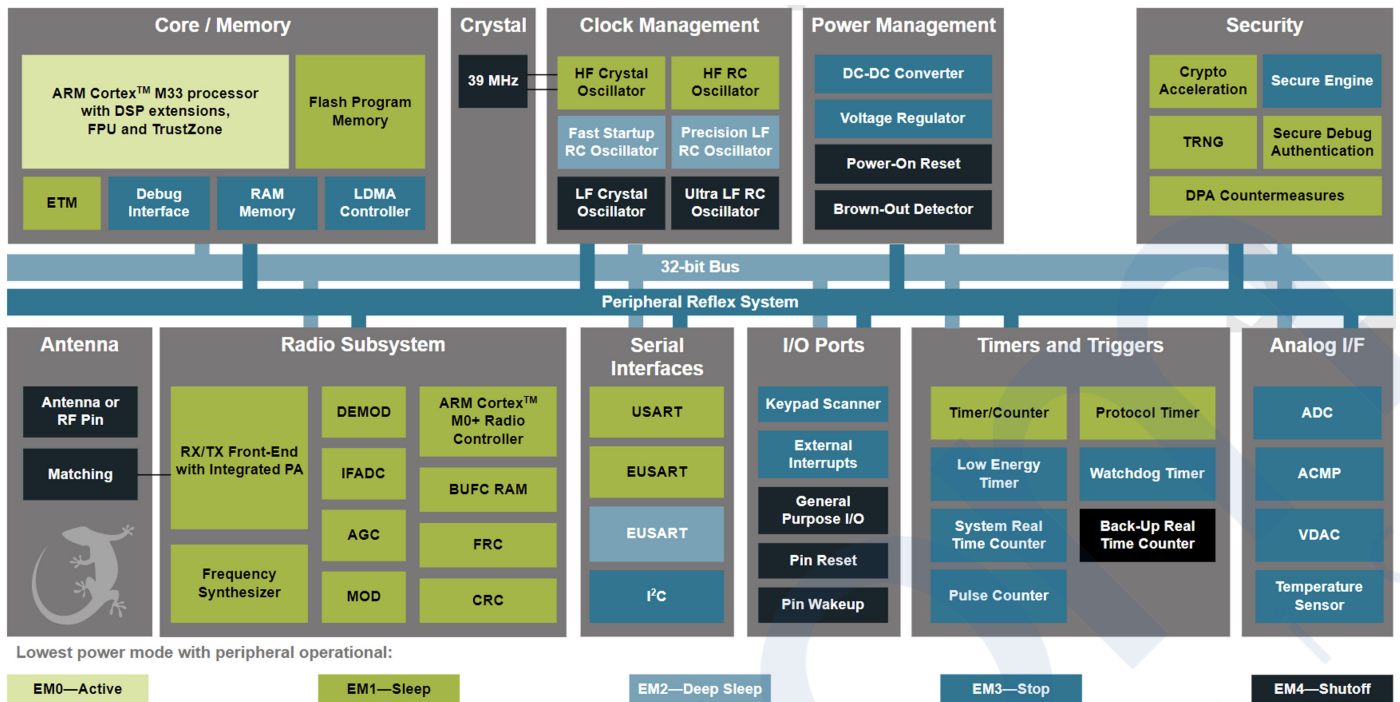 Core / Memory
ARM Cortex™ M33 processor
with DSP extensions,
FPU and TrustZone
Flash Program
Memory
ETM
Debug
Interface
RAM
Memory
LDMA
Controller
Crystal
39 MHz
Clock Management
HF Crystal
Oscillator
HF RC
Oscillator
Fast Startup
RC Oscillator
Precision LF
RC Oscillator
LF Crystal
Oscillator
Ultra LF RC
Oscillator
Power Management
DC-DC Converter
Voltage Regulator
Power-On Reset
Brown-Out Detector
Security
Crypto
Acceleration
Secure Engine
TRNG
Secure Debug
Authentication
DPA Countermeasures
32-bit Bus
Peripheral Reflex System
Antenna
Antenna or
RF Pin
Matching
Radio Subsystem
RX/TX Front-End
with Integrated PA
Frequency
Synthesizer
DEMOD
IFADC
AGC
MOD
ARM Cortex™
M0+ Radio
Controller
BUFC RAM
FRC
CRC
Serial
Interfaces
USART
EUSART
EUSART
I²C
I/O Ports
Keypad Scanner
External
Interrupts
General
Purpose I/O
Pin Reset
Pin Wakeup
Timers and Triggers
Timer/Counter
Protocol Timer
Low Energy
Timer
Watchdog Timer
System Real
Time Counter
Back-Up Real
Time Counter
Pulse Counter
Analog I/F
ADC
ACMP
VDAC
Temperature
Sensor
Lowest power mode with peripheral operational:
EM0—Active
EM1—Sleep
EM2—Deep Sleep
EM3—Stop
EM4—Shutoff